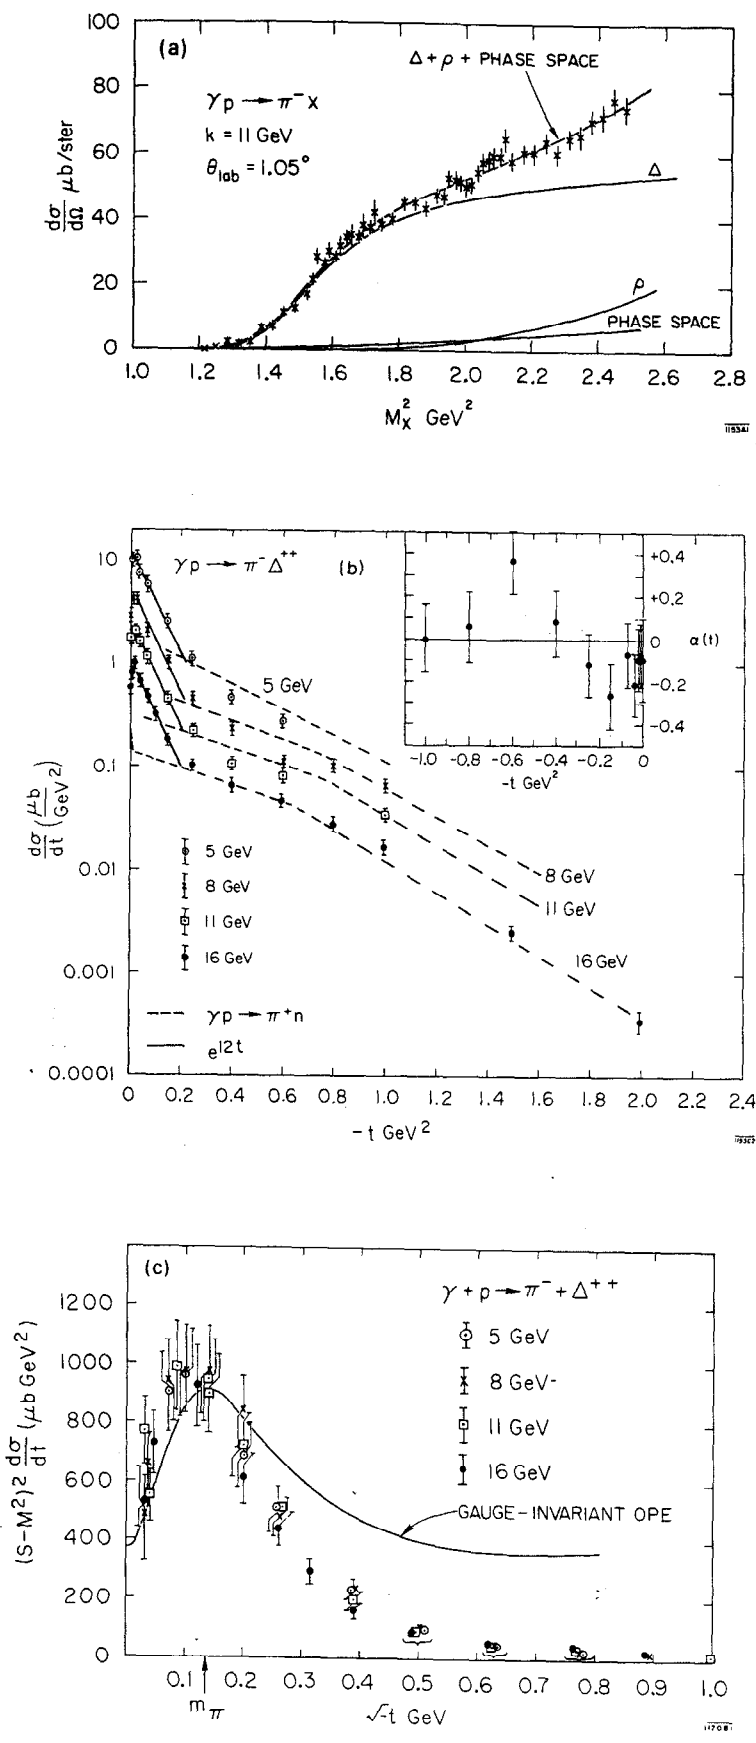 100
(a)
Δ + ρ + PHASE SPACE
80
γp → π⁻x
k = 11 GeV
θlab = 1.05°
60
dσ/dΩ μb/ster
Δ
40
20
ρ
PHASE SPACE
0
1.0 1.2 1.4 1.6 1.8 2.0 2.2 2.4 2.6 2.8
Mx² GeV²
γp → π⁻Δ⁺⁺ (b)
10
1
0.1
0.01
0.001
0.0001
dσ/dt (μb/GeV²)
+0.4
+0.2
0
-0.2
-0.4
α(t)
-1.0 -0.8 -0.6 -0.4 -0.2 0
-t GeV²
5 GeV
8 GeV
11 GeV
16 GeV
5 GeV
8 GeV
11 GeV
16 GeV
γp → π⁺n
e^12t
0 0.2 0.4 0.6 0.8 1.0 1.2 1.4 1.6 1.8 2.0 2.2 2.4
-t GeV²
(c)
γ + p → π⁻ + Δ⁺⁺
5 GeV
8 GeV-
11 GeV
16 GeV
1200
1000
800
600
400
200
0
(S-M²)² dσ/dt (μb GeV²)
GAUGE-INVARIANT OPE
0.1 0.2 0.3 0.4 0.5 0.6 0.7 0.8 0.9 1.0
mπ
√-t GeV